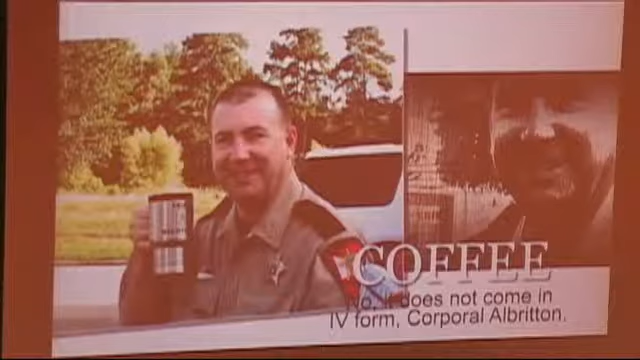 COFFEE
No, it does not come in
IV form, Corporal Albritton.